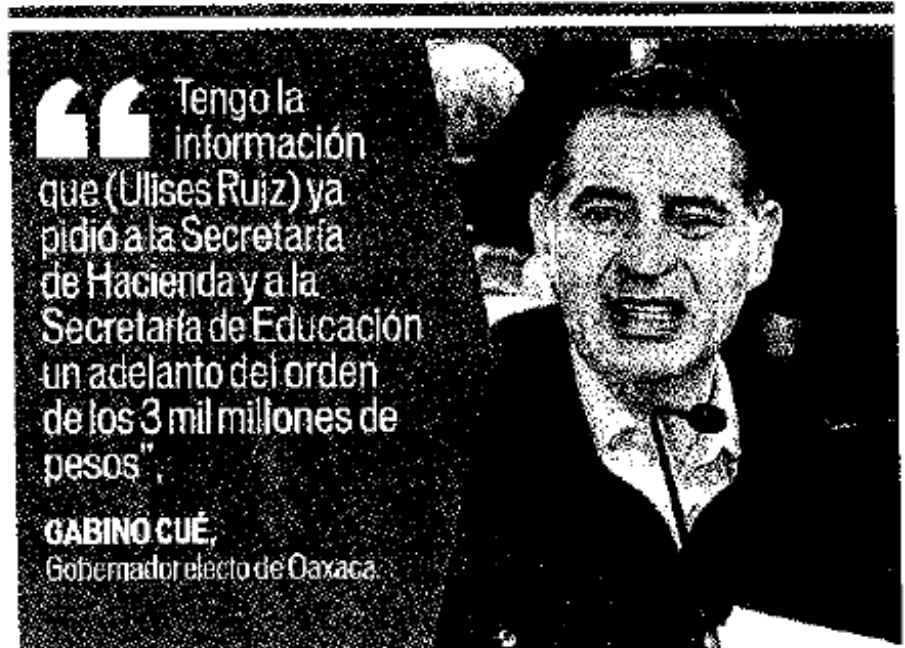 Tengo la
información
que (Ulises Ruiz) ya
pidió a la Secretaría
de Hacienda y a la
Secretaría de Educación
un adelanto del orden
de los 3 mil millones de
pesos",
GABINO CUÉ,
Gobernador electo de Oaxaca.